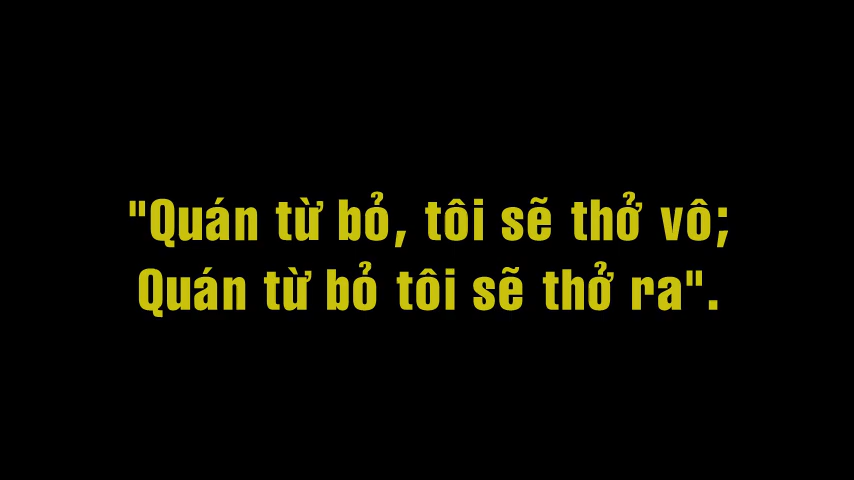 "Quán từ bỏ, tôi sẽ thở vô;
Quán từ bỏ tôi sẽ thở ra".